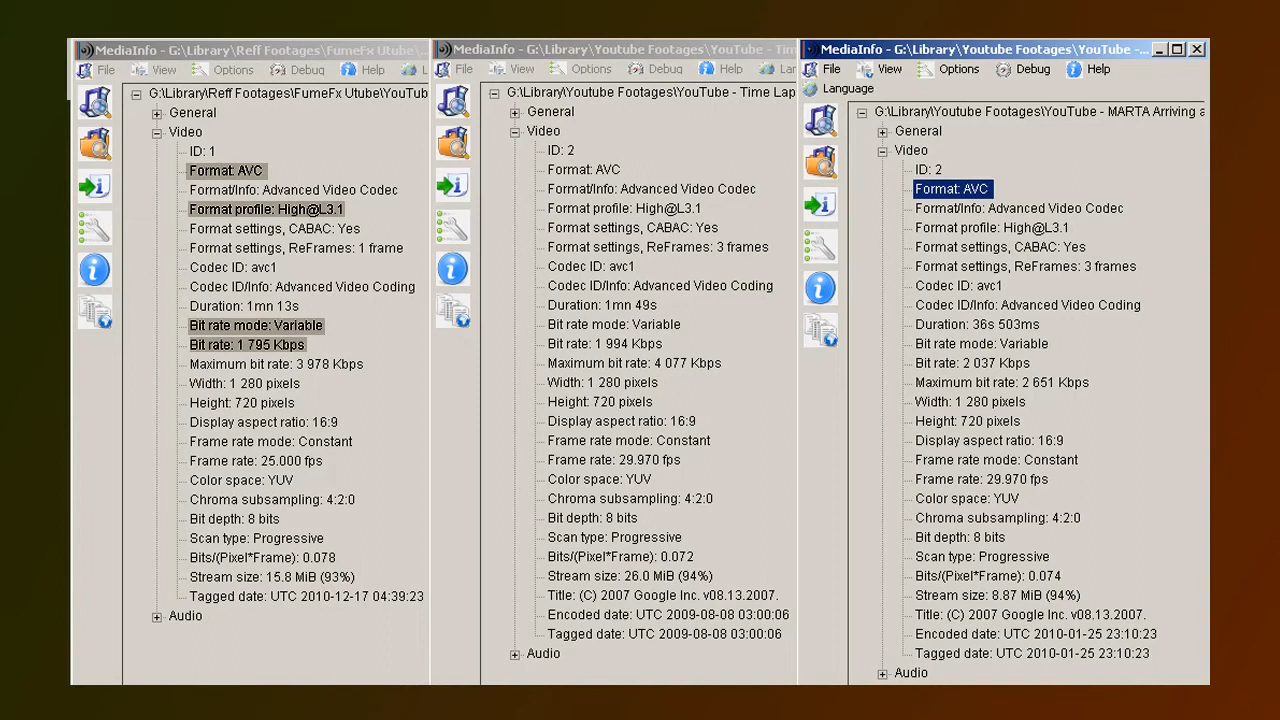 MediaInfo - G:\Library\Reff Footages\FumeFx Utube\
File View Options Debug Help L
G:\Library\Reff Footages\FumeFx Utube\YouTub
General
Video
ID: 1
Format: AVC
Format/Info: Advanced Video Codec
Format profile: High@L3.1
Format settings, CABAC: Yes
Format settings, ReFrames: 1 frame
Codec ID: avc1
Codec ID/Info: Advanced Video Coding
Duration: 1mn 13s
Bit rate mode: Variable
Bit rate: 1 795 Kbps
Maximum bit rate: 3 978 Kbps
Width: 1 280 pixels
Height: 720 pixels
Display aspect ratio: 16:9
Frame rate mode: Constant
Frame rate: 25.000 fps
Color space: YUV
Chroma subsampling: 4:2:0
Bit depth: 8 bits
Scan type: Progressive
Bits/(Pixel*Frame): 0.078
Stream size: 15.8 MiB (93%)
Tagged date: UTC 2010-12-17 04:39:23
Audio
MediaInfo - G:\Library\Youtube Footages\YouTube - Tim
File View Options Debug Help Lan
G:\Library\Youtube Footages\YouTube - Time Lap
General
Video
ID: 2
Format: AVC
Format/Info: Advanced Video Codec
Format profile: High@L3.1
Format settings, CABAC: Yes
Format settings, ReFrames: 3 frames
Codec ID: avc1
Codec ID/Info: Advanced Video Coding
Duration: 1mn 49s
Bit rate mode: Variable
Bit rate: 1 994 Kbps
Maximum bit rate: 4 077 Kbps
Width: 1 280 pixels
Height: 720 pixels
Display aspect ratio: 16:9
Frame rate mode: Constant
Frame rate: 29.970 fps
Color space: YUV
Chroma subsampling: 4:2:0
Bit depth: 8 bits
Scan type: Progressive
Bits/(Pixel*Frame): 0.072
Stream size: 26.0 MiB (94%)
Title: (C) 2007 Google Inc. v08.13.2007.
Encoded date: UTC 2009-08-08 03:00:06
Tagged date: UTC 2009-08-08 03:00:06
Audio
MediaInfo - G:\Library\Youtube Footages\YouTube -...
File View Options Debug Help
Language
G:\Library\Youtube Footages\YouTube - MARTA Arriving a
General
Video
ID: 2
Format: AVC
Format/Info: Advanced Video Codec
Format profile: High@L3.1
Format settings, CABAC: Yes
Format settings, ReFrames: 3 frames
Codec ID: avc1
Codec ID/Info: Advanced Video Coding
Duration: 36s 503ms
Bit rate mode: Variable
Bit rate: 2 037 Kbps
Maximum bit rate: 2 651 Kbps
Width: 1 280 pixels
Height: 720 pixels
Display aspect ratio: 16:9
Frame rate mode: Constant
Frame rate: 29.970 fps
Color space: YUV
Chroma subsampling: 4:2:0
Bit depth: 8 bits
Scan type: Progressive
Bits/(Pixel*Frame): 0.074
Stream size: 8.87 MiB (94%)
Title: (C) 2007 Google Inc. v08.13.2007.
Encoded date: UTC 2010-01-25 23:10:23
Tagged date: UTC 2010-01-25 23:10:23
Audio